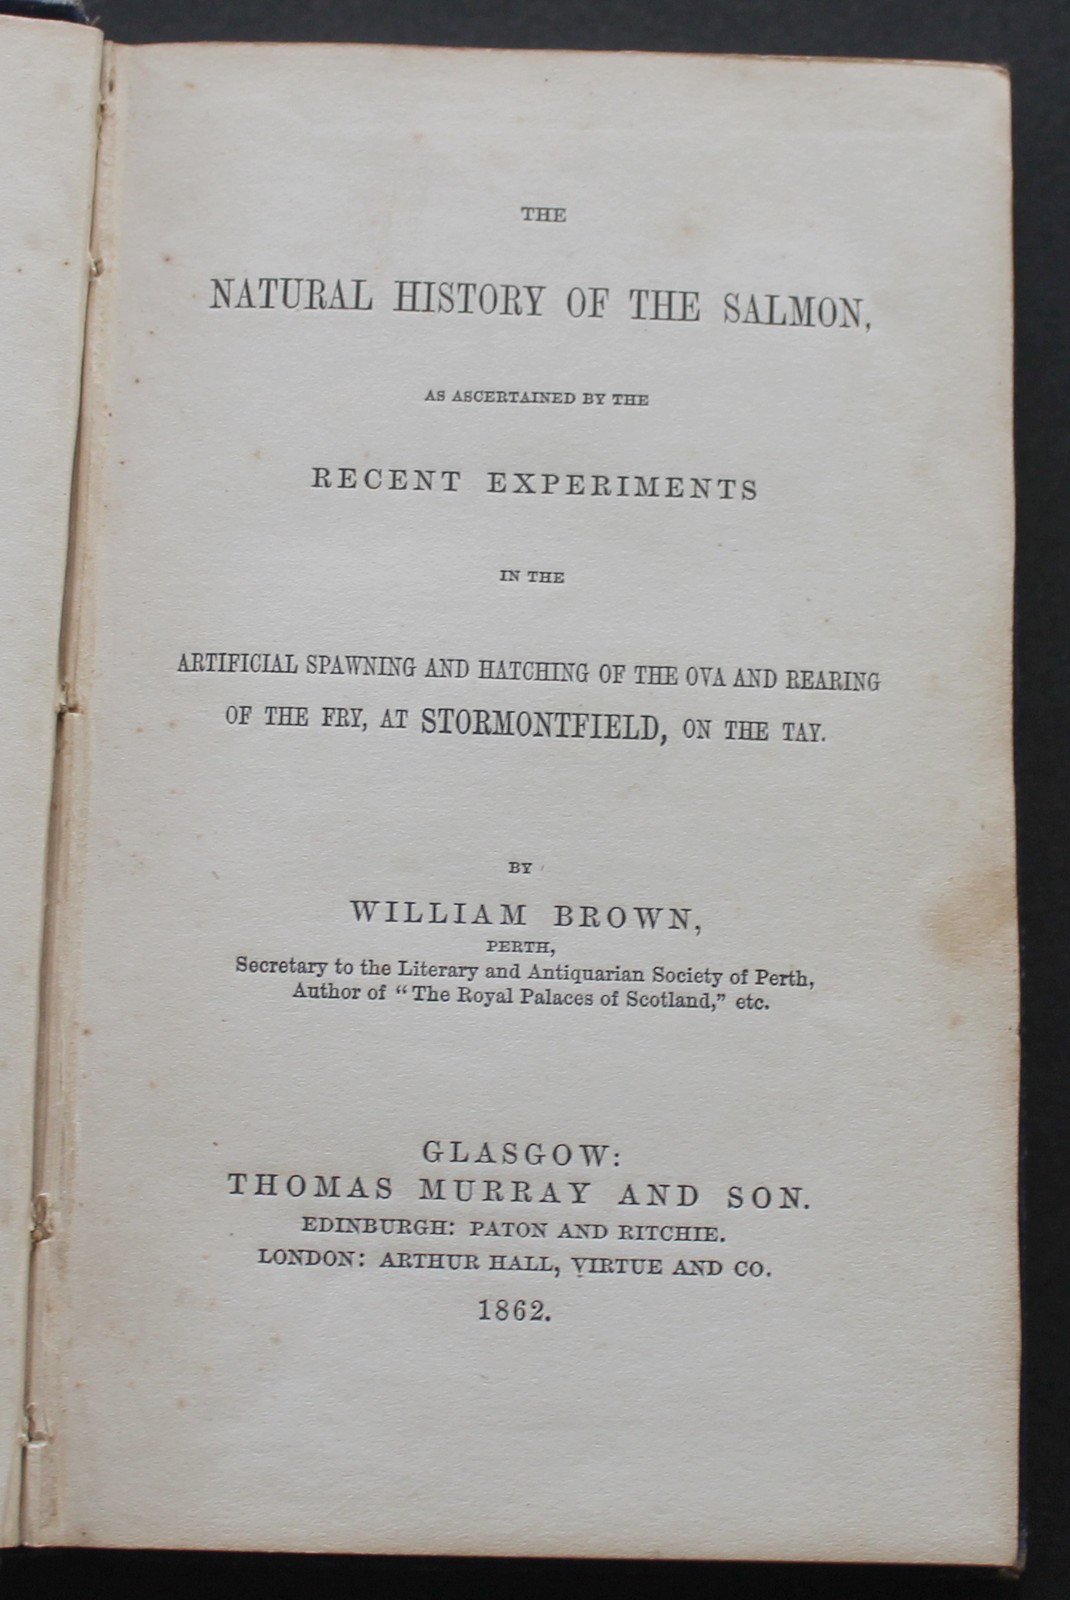 THE
NATURAL HISTORY OF THE SALMON,
AS ASCERTAINED BY THE
RECENT EXPERIMENTS
IN THE
ARTIFICIAL SPAWNING AND HATCHING OF THE OVA AND REARING
OF THE FRY, AT STORMONTFIELD, ON THE TAY.
BY
WILLIAM BROWN,
PERTH,
Secretary to the Literary and Antiquarian Society of Perth,
Author of “The Royal Palaces of Scotland,” etc.
GLASGOW:
THOMAS MURRAY AND SON.
EDINBURGH: PATON AND RITCHIE.
LONDON: ARTHUR HALL, VIRTUE AND CO.
1862.